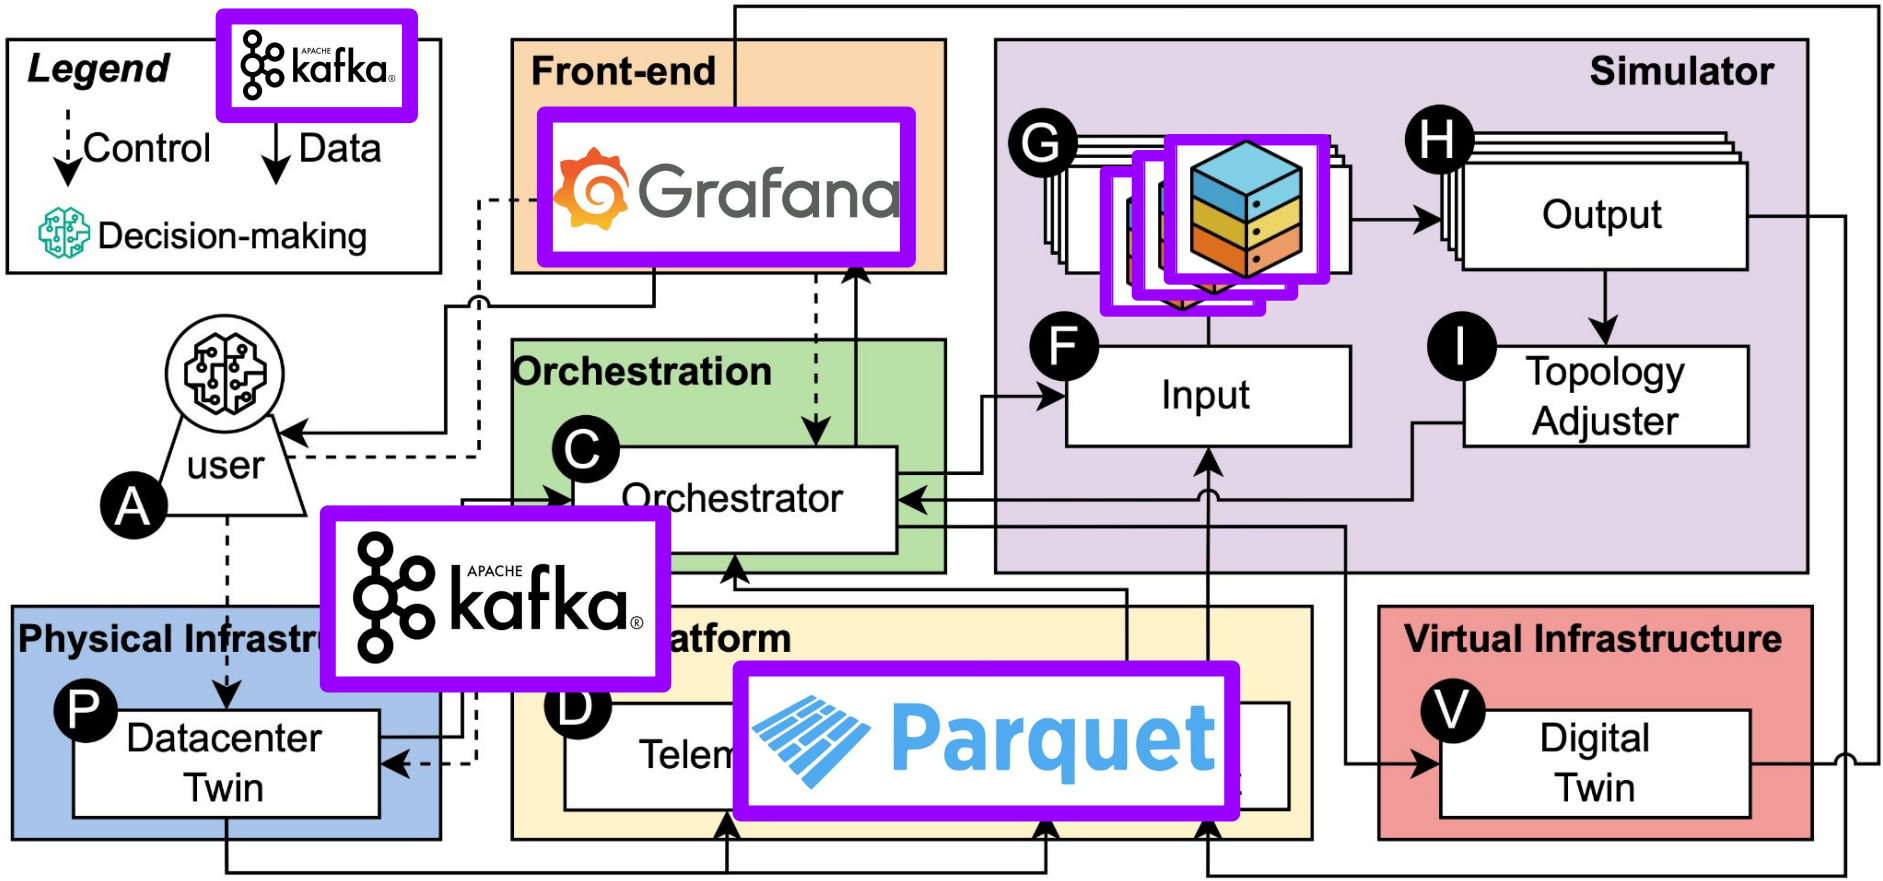 Legend
APACHE
kafka®
Control
Data
Decision-making
Front-end
Grafana
Simulator
G
H
Output
F
Input
I
Topology
Adjuster
Orchestration
C
Orchestrator
user
A
APACHE
kafka®
Physical Infrastru
atform
Virtual Infrastructure
P
Datacenter
Twin
D
Telem
Parquet
V
Digital
Twin